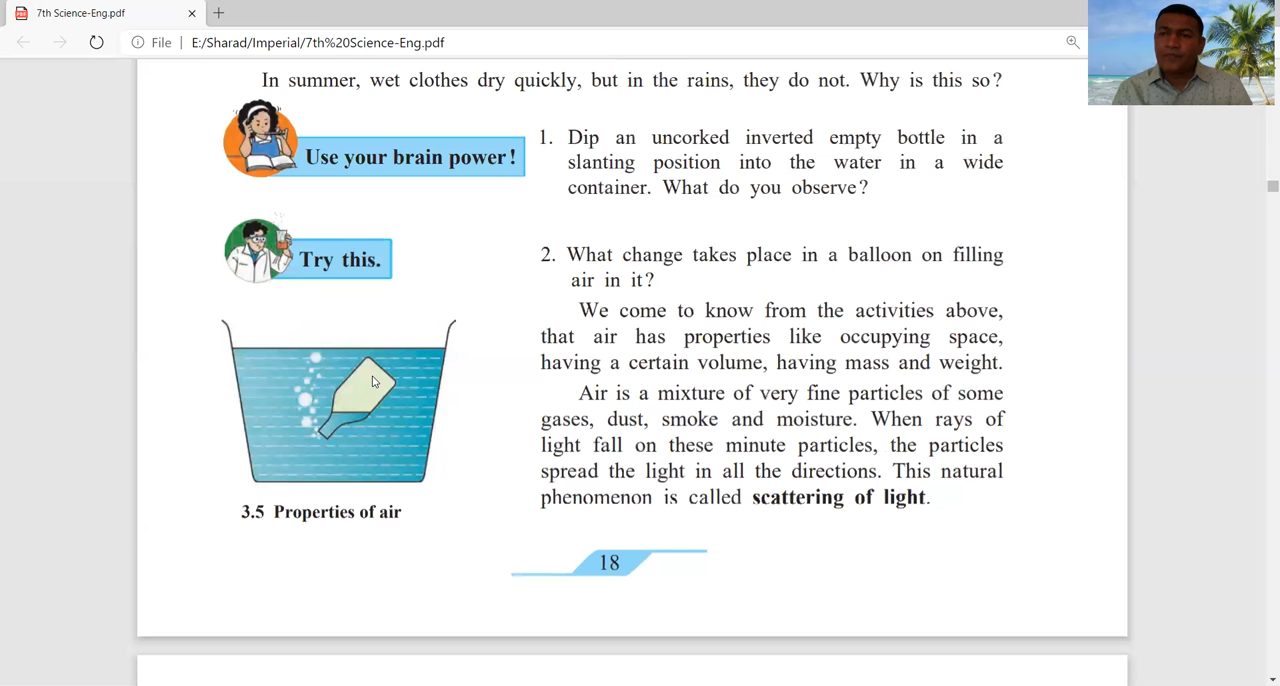 7th Science-Eng.pdf
File | E:/Sharad/Imperial/7th%20Science-Eng.pdf
In summer, wet clothes dry quickly, but in the rains, they do not. Why is this so?
Use your brain power!
1. Dip an uncorked inverted empty bottle in a
slanting position into the water in a wide
container. What do you observe?
Try this.
2. What change takes place in a balloon on filling
air in it?
We come to know from the activities above,
that air has properties like occupying space,
having a certain volume, having mass and weight.
Air is a mixture of very fine particles of some
gases, dust, smoke and moisture. When rays of
light fall on these minute particles, the particles
spread the light in all the directions. This natural
phenomenon is called scattering of light.
3.5 Properties of air
18